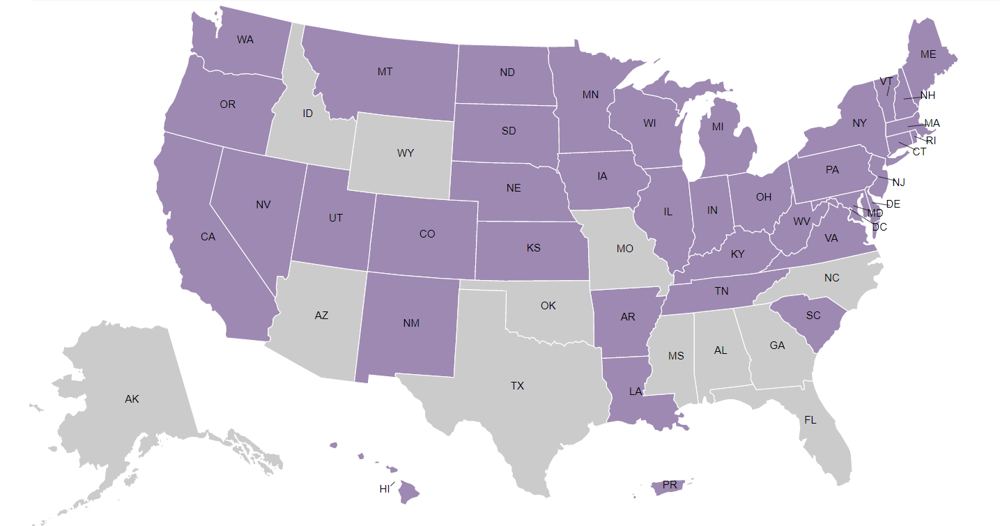 WA
MT
ND
MN
ME
VT
NH
OR
ID
SD
WI
MI
NY
MA
RI
CT
WY
IA
PA
NE
NJ
NV
UT
CO
IL
IN
OH
DE
MD
DC
WV
VA
CA
KS
MO
KY
NC
TN
AZ
OK
NM
AR
SC
MS
AL
GA
TX
LA
AK
FL
HI
PR